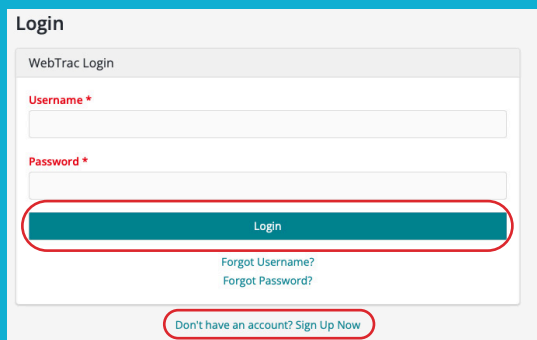 Login
WebTrac Login
Username *
Password *
Login
Forgot Username?
Forgot Password?
Don't have an account? Sign Up Now